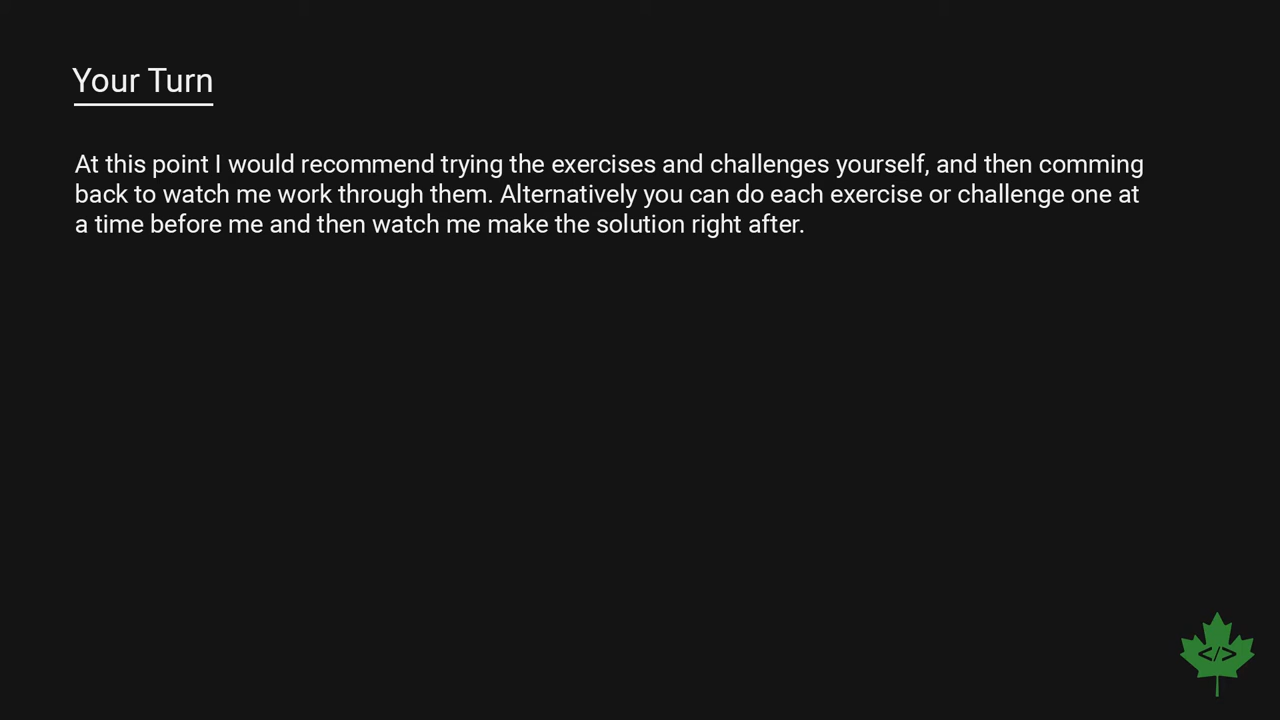 Your Turn
At this point I would recommend trying the exercises and challenges yourself, and then comming
back to watch me work through them. Alternatively you can do each exercise or challenge one at
a time before me and then watch me make the solution right after.
</>